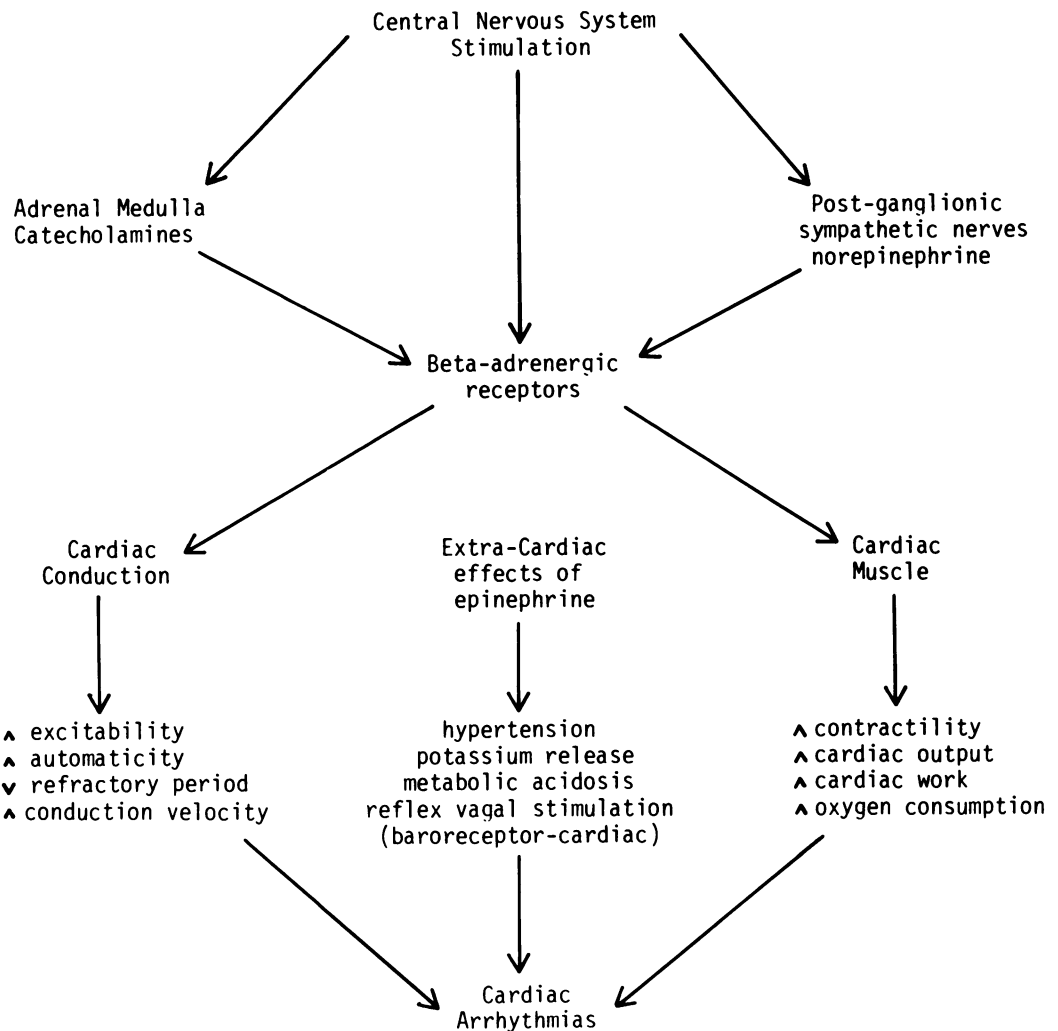 Central Nervous System
Stimulation
Adrenal Medulla
Catecholamines
Post-ganglionic
sympathetic nerves
norepinephrine
Beta-adrenergic
receptors
Cardiac
Conduction
Extra-Cardiac
effects of
epinephrine
Cardiac
Muscle
∧ excitability
∧ automaticity
∨ refractory period
∧ conduction velocity
hypertension
potassium release
metabolic acidosis
reflex vagal stimulation
(baroreceptor-cardiac)
∧ contractility
∧ cardiac output
∧ cardiac work
∧ oxygen consumption
Cardiac
Arrhythmias